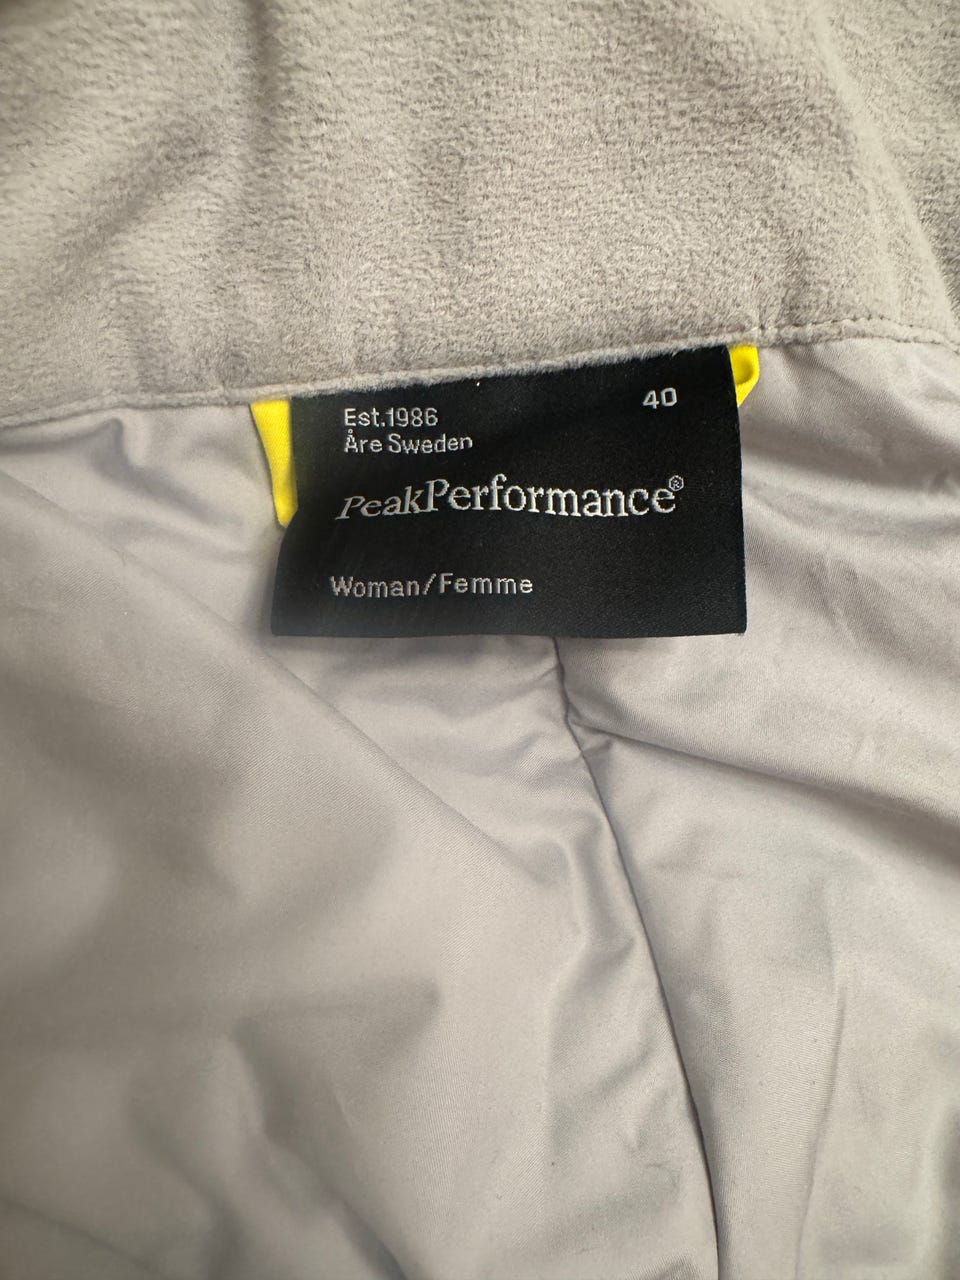 Est.1986
40
Åre Sweden
PeakPerformance®
Woman/Femme